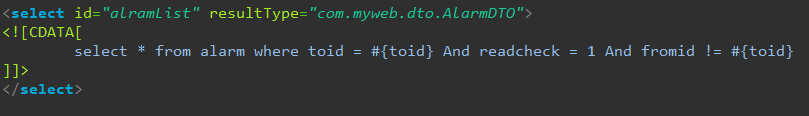 <select id="alramList" resultType="com.myweb.dto.AlarmDTO">
<![CDATA[
select * from alarm where toid = #{toid} And readcheck = 1 And fromid != #{toid}
]]>
</select>